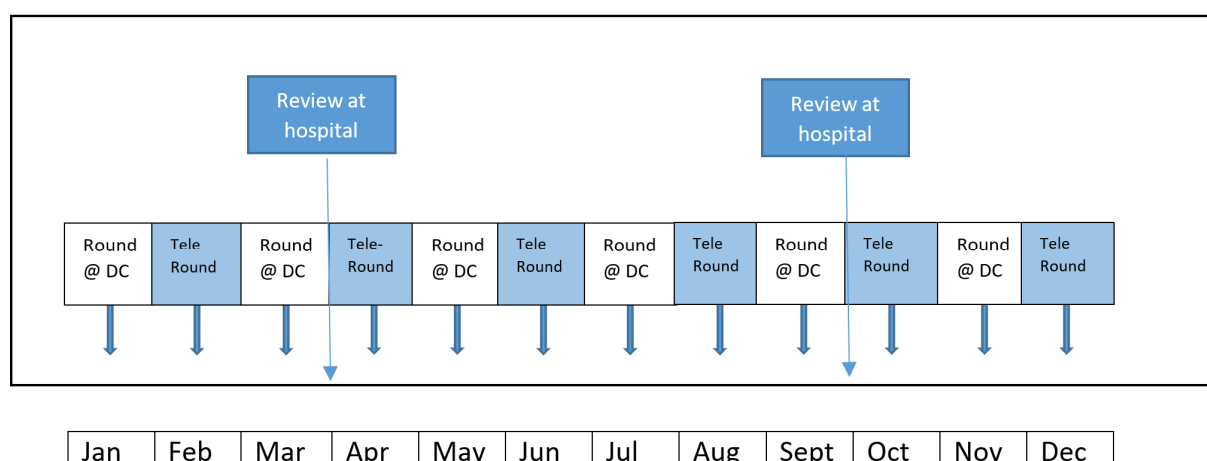 Review at
hospital
Review at
hospital
Round
@ DC
Tele
Round
Round
@ DC
Tele-
Round
Round
@ DC
Tele
Round
Round
@ DC
Tele
Round
Round
@ DC
Tele
Round
Round
@ DC
Tele
Round
Jan Feb Mar Apr May Jun Jul Aug Sept Oct Nov Dec